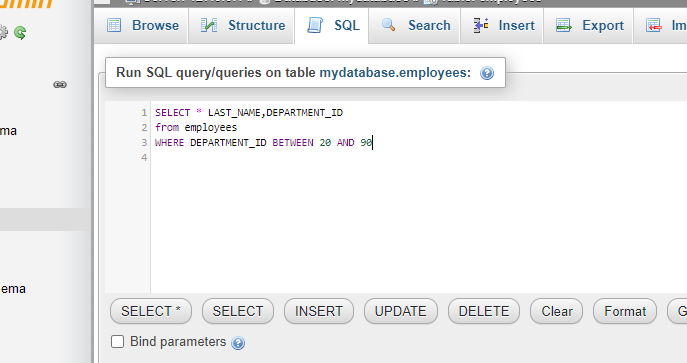 Browse Structure SQL Search Insert Export Im
Run SQL query/queries on table mydatabase.employees:
ma
1 SELECT * LAST_NAME,DEPARTMENT_ID
2 from employees
3 WHERE DEPARTMENT_ID BETWEEN 20 AND 90
4
ema
SELECT * SELECT INSERT UPDATE DELETE Clear Format G
Bind parameters